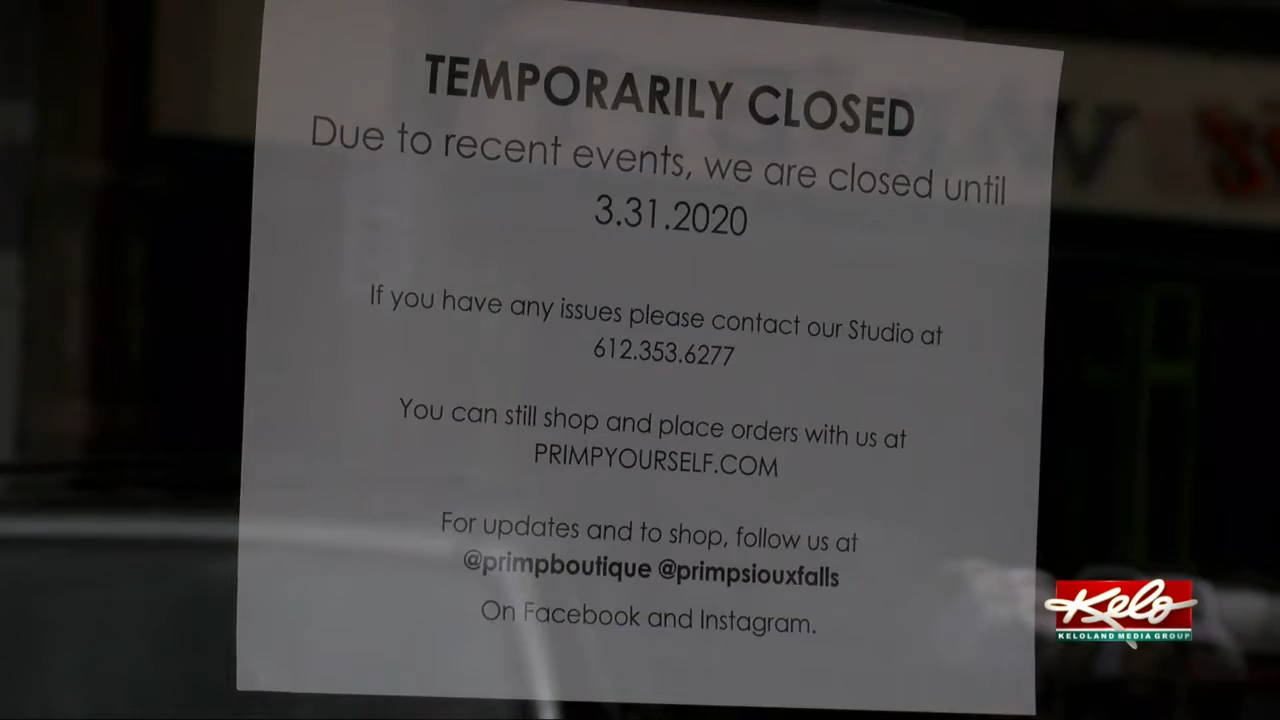 TEMPORARILY CLOSED
Due to recent events, we are closed until
3.31.2020
If you have any issues please contact our Studio at
612.353.6277
You can still shop and place orders with us at
PRIMPYOURSELF.COM
For updates and to shop, follow us at
@primpboutique @primpsiouxfalls
On Facebook and Instagram.
Kelo
KELOLAND MEDIA GROUP